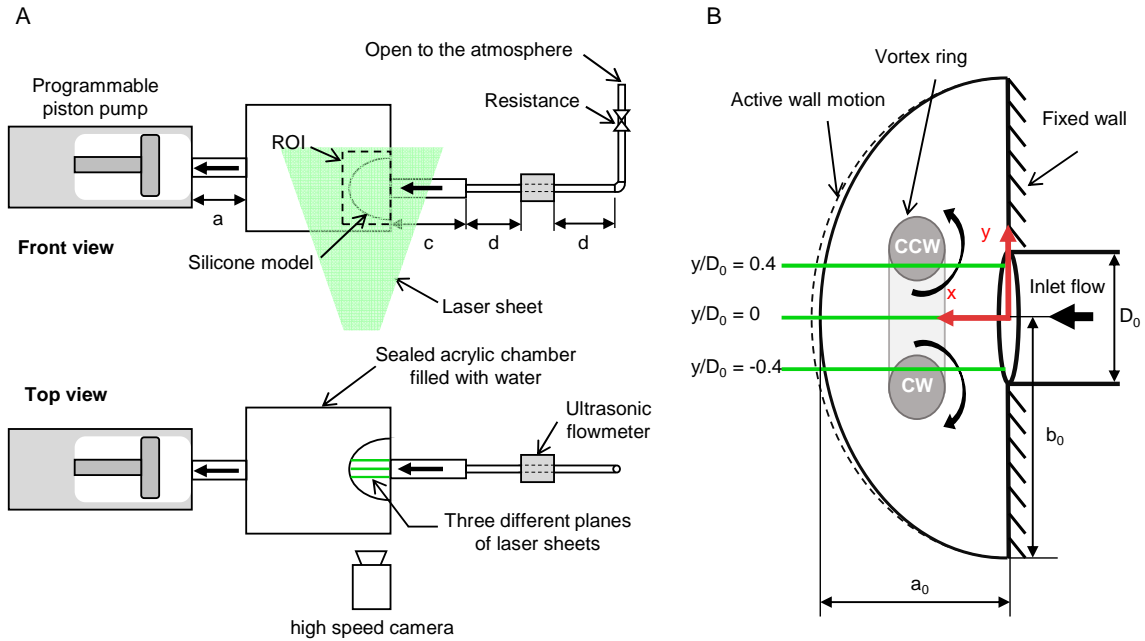 A
Open to the atmosphere
Programmable
piston pump
Resistance
ROI
a
c
d
d
Front view
Silicone model
Laser sheet
Sealed acrylic chamber
filled with water
Top view
Ultrasonic
flowmeter
Three different planes
of laser sheets
high speed camera
B
Vortex ring
Active wall motion
Fixed wall
CCW
y
y/D₀ = 0.4
x
Inlet flow
y/D₀ = 0
D₀
y/D₀ = -0.4
CW
b₀
a₀